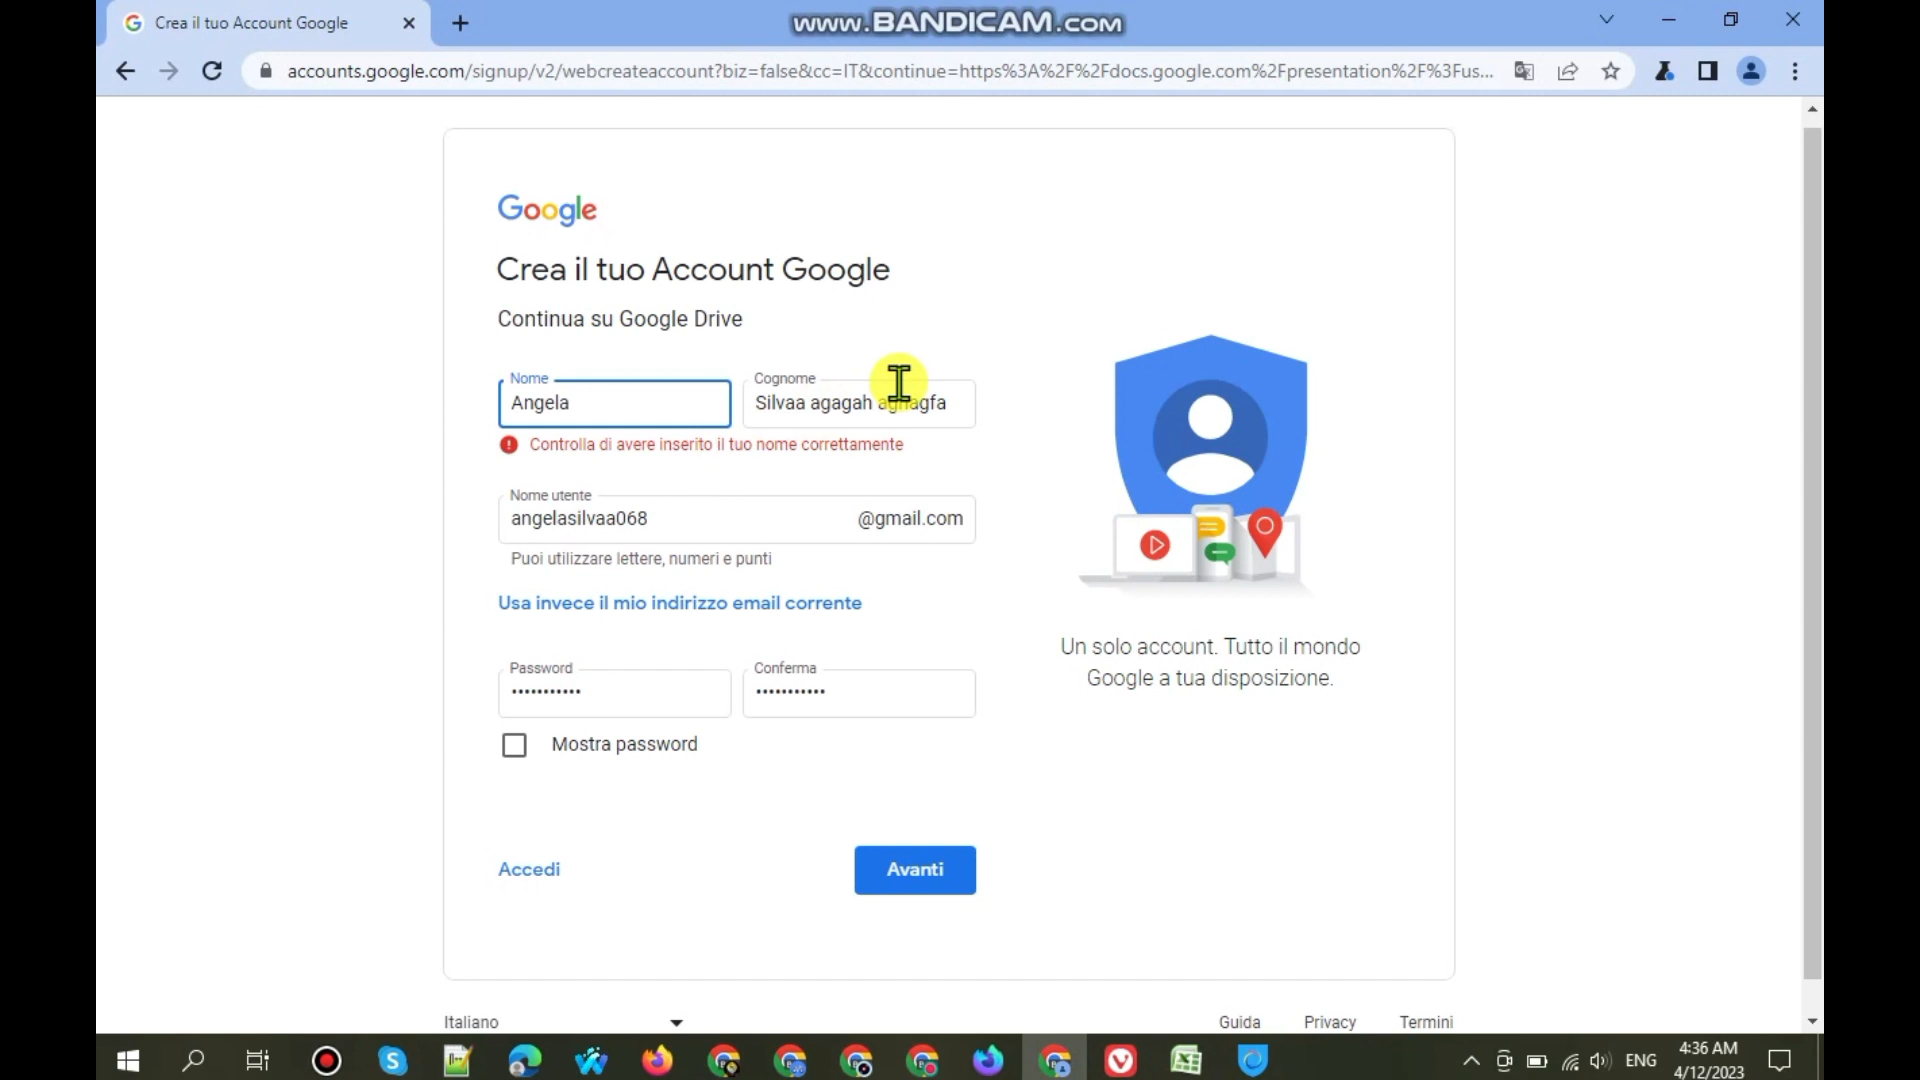 Crea il tuo Account Google
www.BANDICAM.com
accounts.google.com/signup/v2/webcreateaccount?biz=false&cc=IT&continue=https%3A%2F%2Fdocs.google.com%2Fpresentation%2F%3Fus...
Google
Crea il tuo Account Google
Continua su Google Drive
Nome
Cognome
Angela
Silvaa agagah aghagfa
Controlla di avere inserito il tuo nome correttamente
Nome utente
angelasilvaa068
@gmail.com
Puoi utilizzare lettere, numeri e punti
Usa invece il mio indirizzo email corrente
Password
Conferma
Mostra password
Accedi
Avanti
Un solo account. Tutto il mondo
Google a tua disposizione.
Italiano
Guida
Privacy
Termini
ENG
4:36 AM
4/12/2023